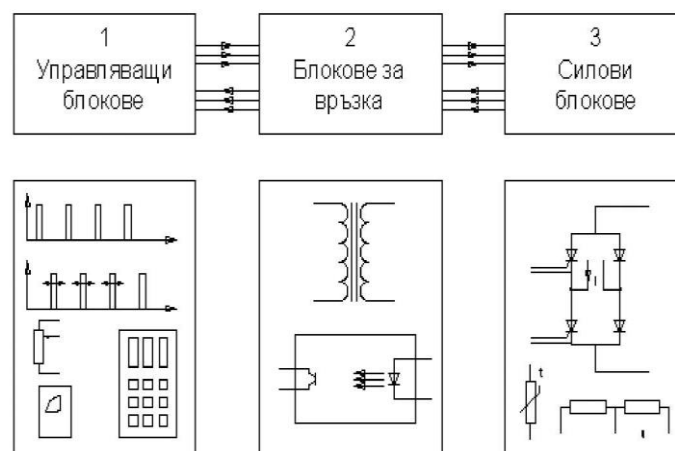 1
Управляващи
блокове
2
Блокове за
връзка
3
Силови
блокове
I
t
t